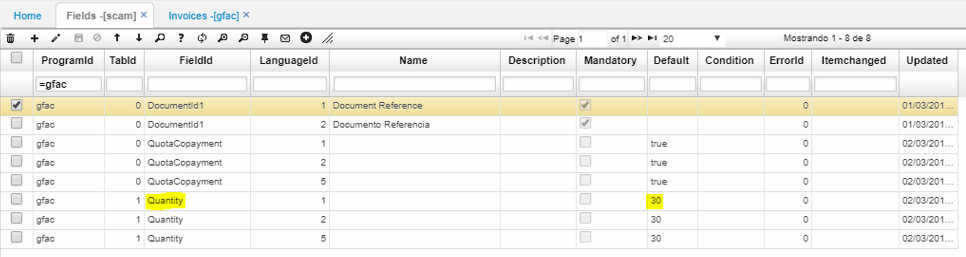 Home Fields -[scam] × Invoices -[gfac] ×
Page 1 of 1 20 Mostrando 1 - 8 de 8
ProgramId TabId FieldId LanguageId Name Description Mandatory Default Condition ErrorId Itemchanged Updated
=gfac
gfac 0 DocumentId1 1 Document Reference 0 01/03/201...
gfac 0 DocumentId1 2 Documento Referencia 0 01/03/201...
gfac 0 QuotaCopayment 1 true 0 02/03/201...
gfac 0 QuotaCopayment 2 true 0 02/03/201...
gfac 0 QuotaCopayment 5 true 0 02/03/201...
gfac 1 Quantity 1 30 0 02/03/201...
gfac 1 Quantity 2 30 0 02/03/201...
gfac 1 Quantity 5 30 0 02/03/201...